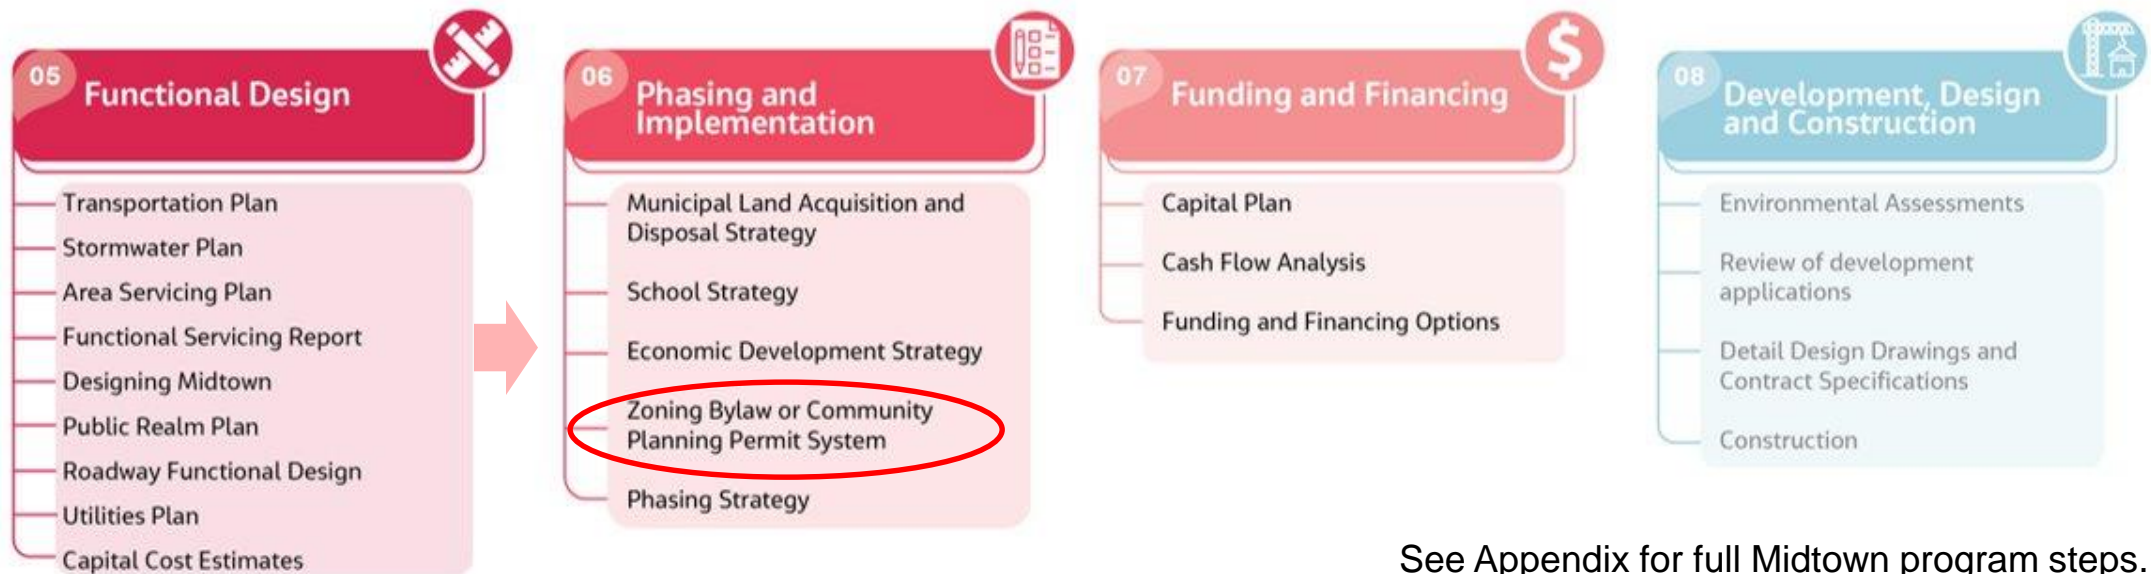 05
Functional Design
Transportation Plan
Stormwater Plan
Area Servicing Plan
Functional Servicing Report
Designing Midtown
Public Realm Plan
Roadway Functional Design
Utilities Plan
Capital Cost Estimates
06
Phasing and
Implementation
Municipal Land Acquisition and
Disposal Strategy
School Strategy
Economic Development Strategy
Zoning Bylaw or Community
Planning Permit System
Phasing Strategy
07
Funding and Financing
$
Capital Plan
Cash Flow Analysis
Funding and Financing Options
08
Development, Design
and Construction
Environmental Assessments
Review of development
applications
Detail Design Drawings and
Contract Specifications
Construction
See Appendix for full Midtown program steps.